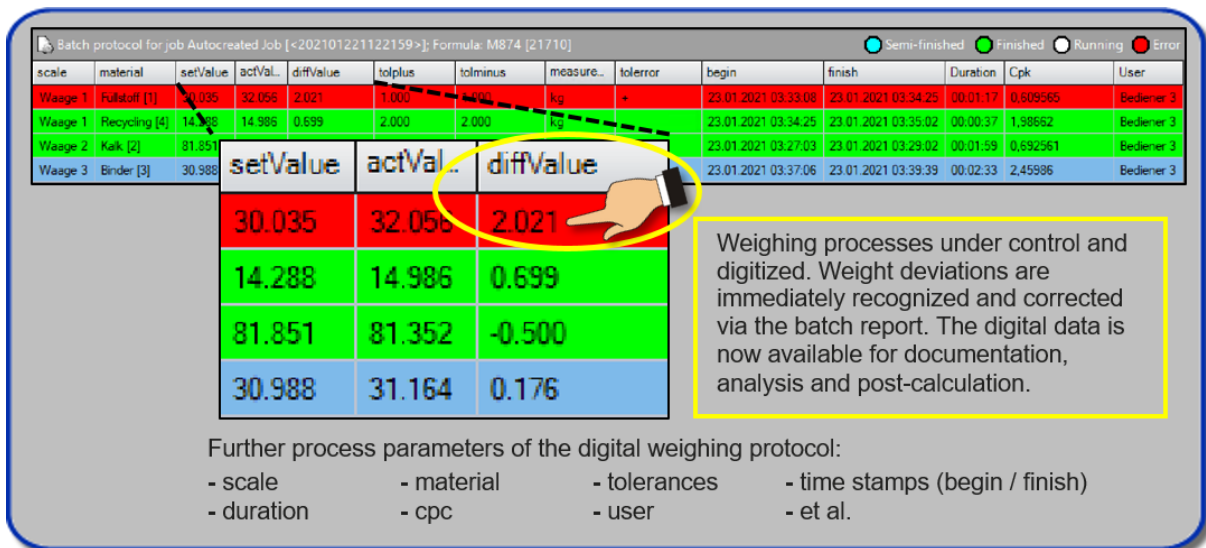 Batch protocol for job Autocreated Job [<202101221122159>]; Formula: M874 [21710] Semi-finished Finished Running Error
scale material setValue actVal... diffValue tolplus tolminus measure... tolerror begin finish Duration Cpk User
Waage 1 Füllstoff [1] 30.035 32.056 2.021 1.000 1.000 kg + 23.01.2021 03:33:08 23.01.2021 03:34:25 00:01:17 0,609565 Bediener 3
Waage 1 Recycling [4] 14.288 14.986 0.699 2.000 2.000 kg 23.01.2021 03:34:25 23.01.2021 03:35:02 00:00:37 1,98662 Bediener 3
Waage 2 Kalk [2] 81.851 23.01.2021 03:27:03 23.01.2021 03:29:02 00:01:59 0,692561 Bediener 3
Waage 3 Binder [3] 30.988 23.01.2021 03:37:06 23.01.2021 03:39:39 00:02:33 2,45986 Bediener 3
setValue actVal... diffValue
30.035 32.056 2.021
14.288 14.986 0.699
81.851 81.352 -0.500
30.988 31.164 0.176
Weighing processes under control and
digitized. Weight deviations are
immediately recognized and corrected
via the batch report. The digital data is
now available for documentation,
analysis and post-calculation.
Further process parameters of the digital weighing protocol:
- scale - material - tolerances - time stamps (begin / finish)
- duration - cpc - user - et al.